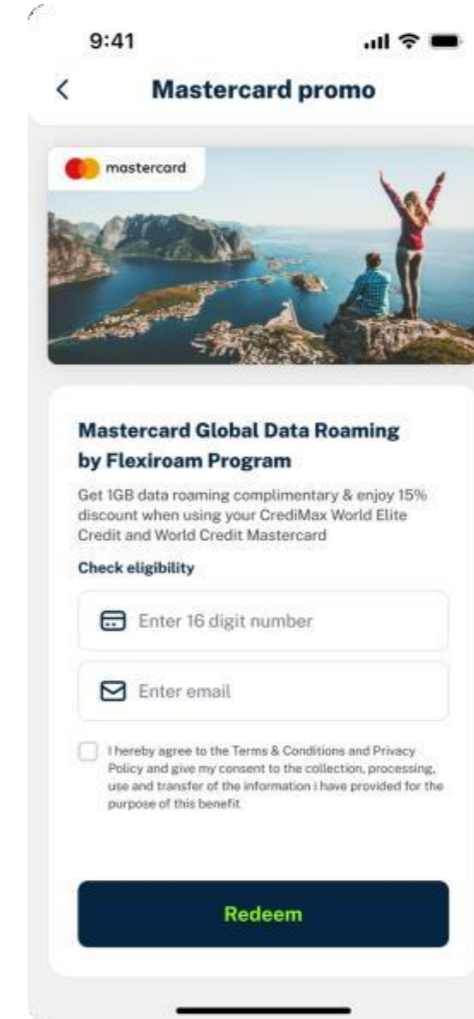 9:41
Mastercard promo
mastercard
Mastercard Global Data Roaming
by Flexiroam Program
Get 1GB data roaming complimentary & enjoy 15%
discount when using your CrediMax World Elite
Credit and World Credit Mastercard
Check eligibility
Enter 16 digit number
Enter email
I hereby agree to the Terms & Conditions and Privacy
Policy and give my consent to the collection, processing,
use and transfer of the information i have provided for the
purpose of this benefit
Redeem